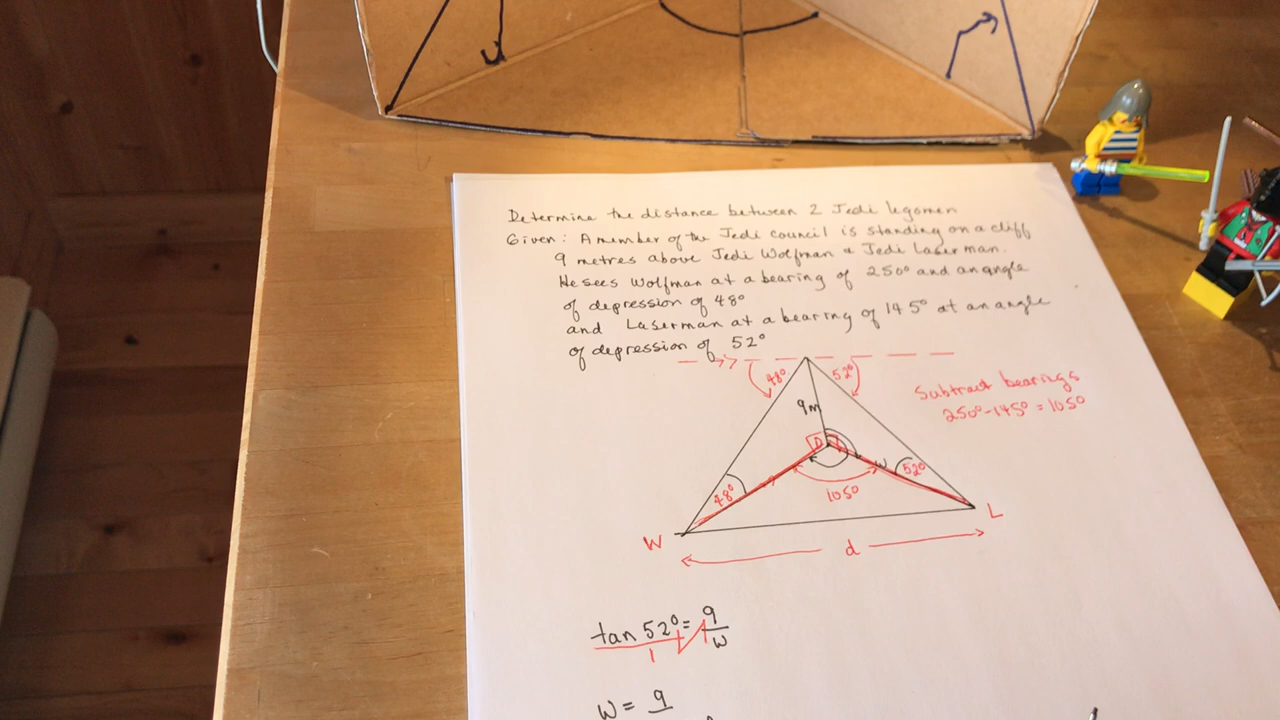 Determine the distance between 2 Jedi legomen
Given: A member of the Jedi council is standing on a cliff
9 metres above Jedi Wolfman & Jedi Laserman.
He sees Wolfman at a bearing of 250° and an angle
of depression of 48°
and Laserman at a bearing of 145° at an angle
of depression of 52°
48° 52°
Subtract bearings
250°-145° = 105°
9m
D
48° 105° w 52°
W L
d
tan 52° = 9/w
1
w = 9